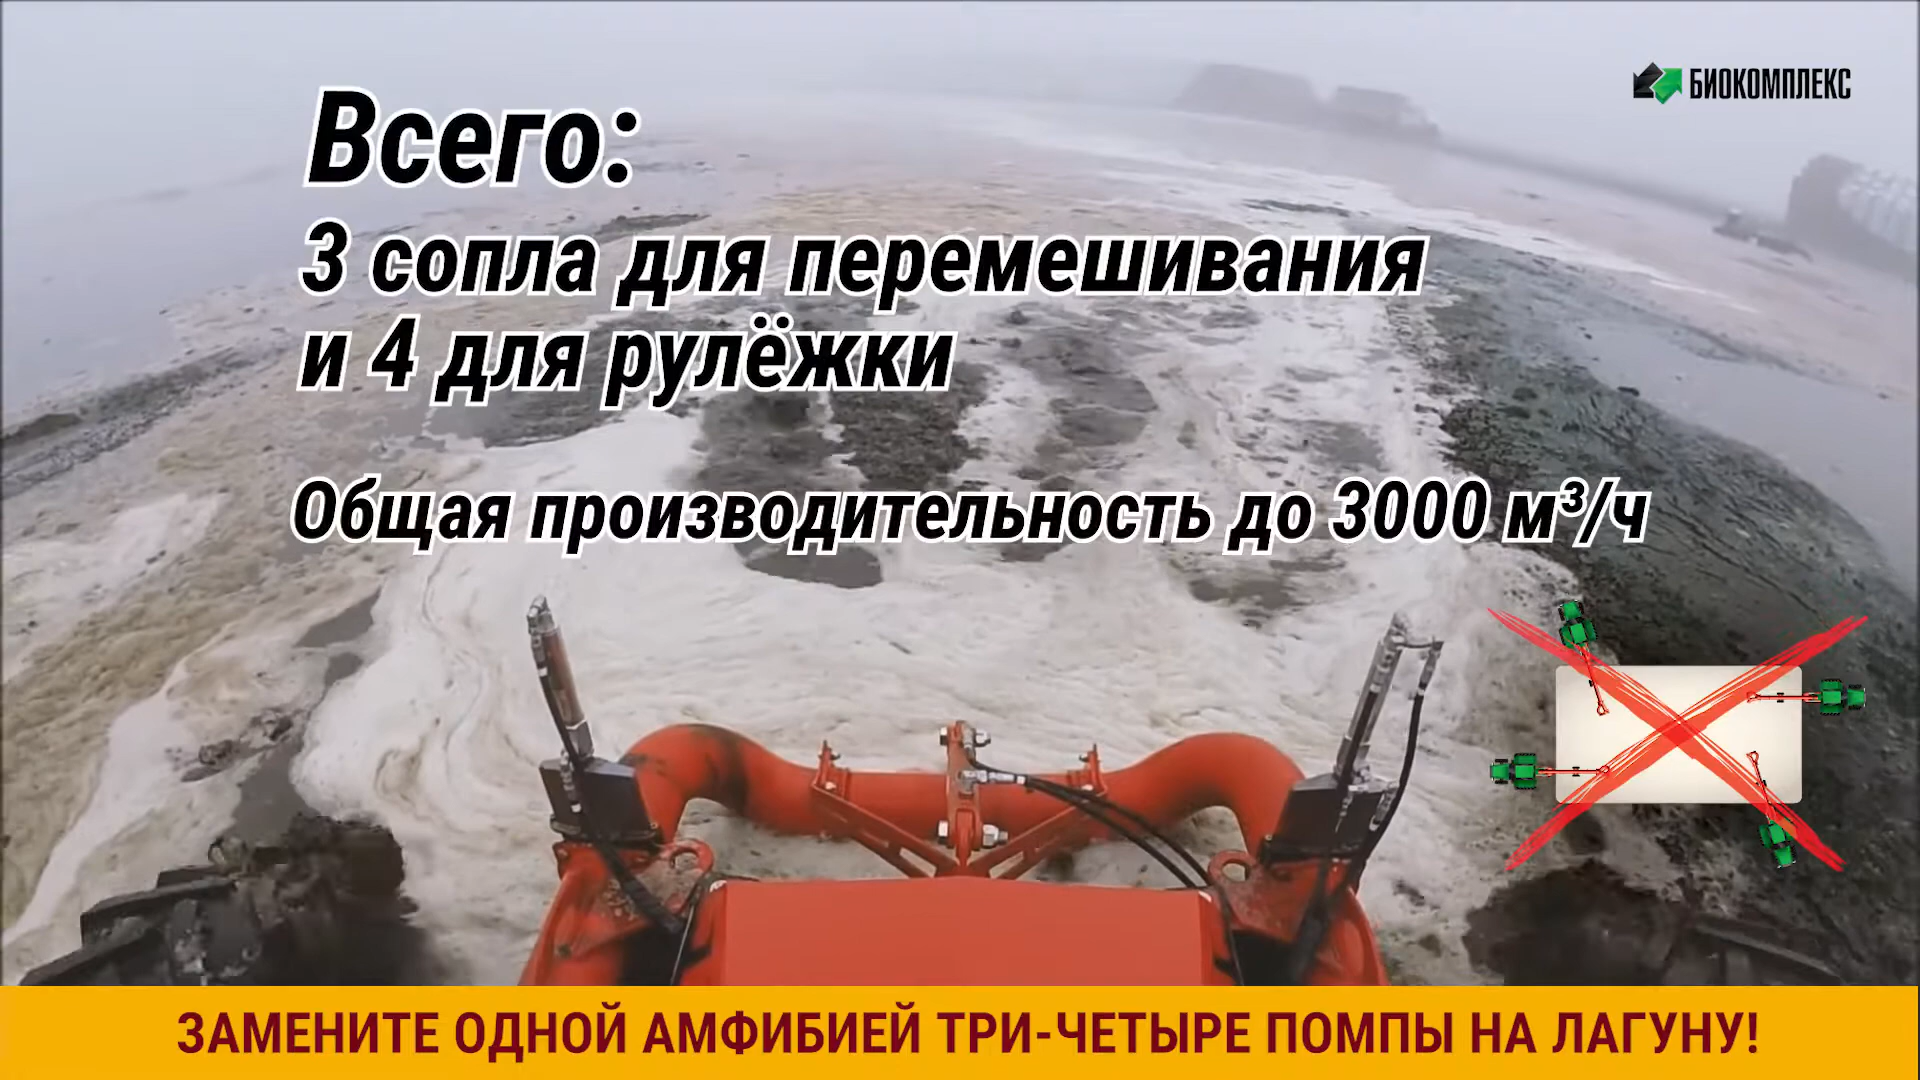 БИОКОМПЛЕКС
Всего:
3 сопла для перемешивания
и 4 для рулёжки
Общая производительность до 3000 м³/ч
ЗАМЕНИТЕ ОДНОЙ АМФИБИЕЙ ТРИ-ЧЕТЫРЕ ПОМПЫ НА ЛАГУНУ!